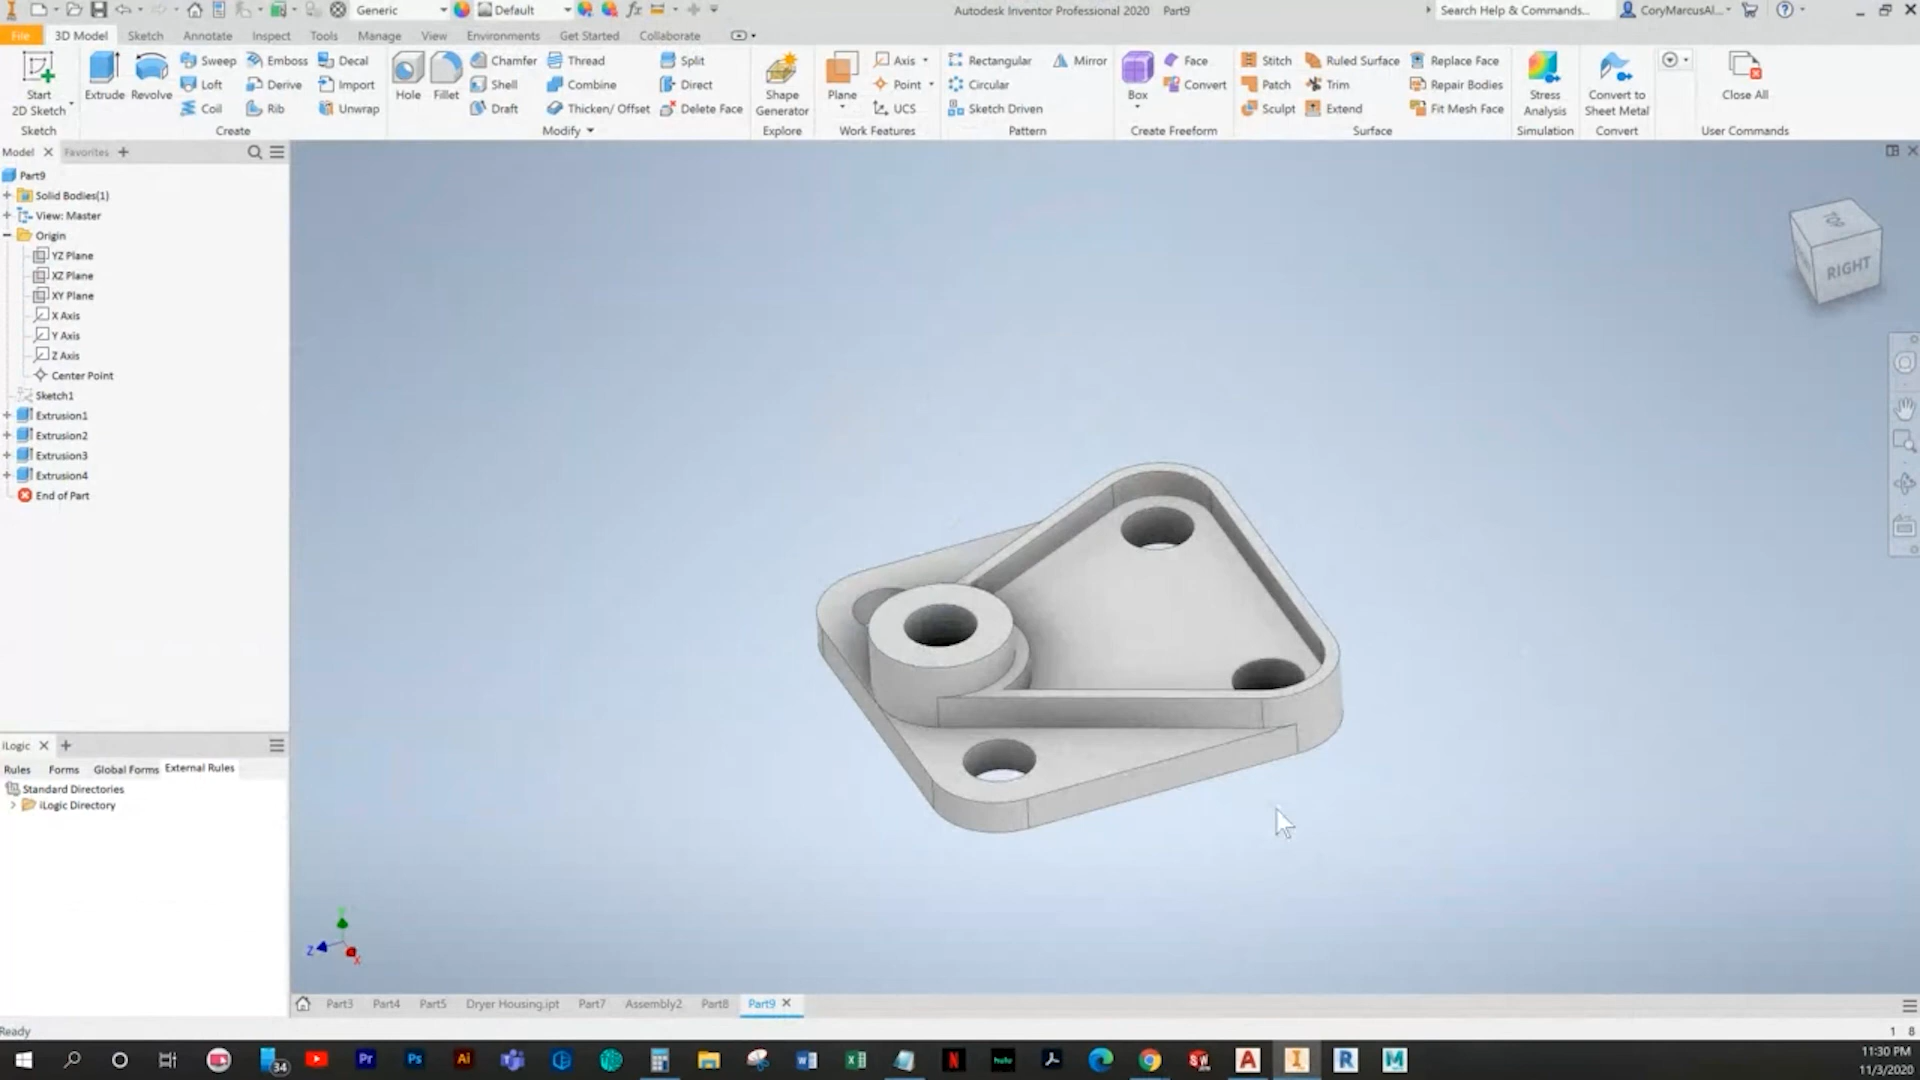 Generic Default Autodesk Inventor Professional 2020 Part9 Search Help & Commands... CoryMarcusAl...
File 3D Model Sketch Annotate Inspect Tools Manage View Environments Get Started Collaborate
Start 2D Sketch
Extrude
Revolve
Sweep Emboss Decal
Loft Derive Import
Coil Rib Unwrap
Hole
Fillet
Chamfer Thread Split
Shell Combine Direct
Draft Thicken/ Offset Delete Face
Shape Generator
Plane
Axis
Point
UCS
Rectangular Mirror
Circular
Sketch Driven
Box
Face
Convert
Stitch Ruled Surface Replace Face
Patch Trim Repair Bodies
Sculpt Extend Fit Mesh Face
Stress Analysis
Convert to Sheet Metal
Close All
Sketch Create Modify Explore Work Features Pattern Create Freeform Surface Simulation Convert User Commands
Model Favorites
Part9
Solid Bodies(1)
View: Master
Origin
YZ Plane
XZ Plane
XY Plane
X Axis
Y Axis
Z Axis
Center Point
Sketch1
Extrusion1
Extrusion2
Extrusion3
Extrusion4
End of Part
TOP
RIGHT
iLogic
Rules Forms Global Forms External Rules
Standard Directories
iLogic Directory
Z X
Part3 Part4 Part5 Dryer Housing.ipt Part7 Assembly2 Part8 Part9
Ready 1 8
34 Pr Ps Ai hulu
11:30 PM
11/3/2020